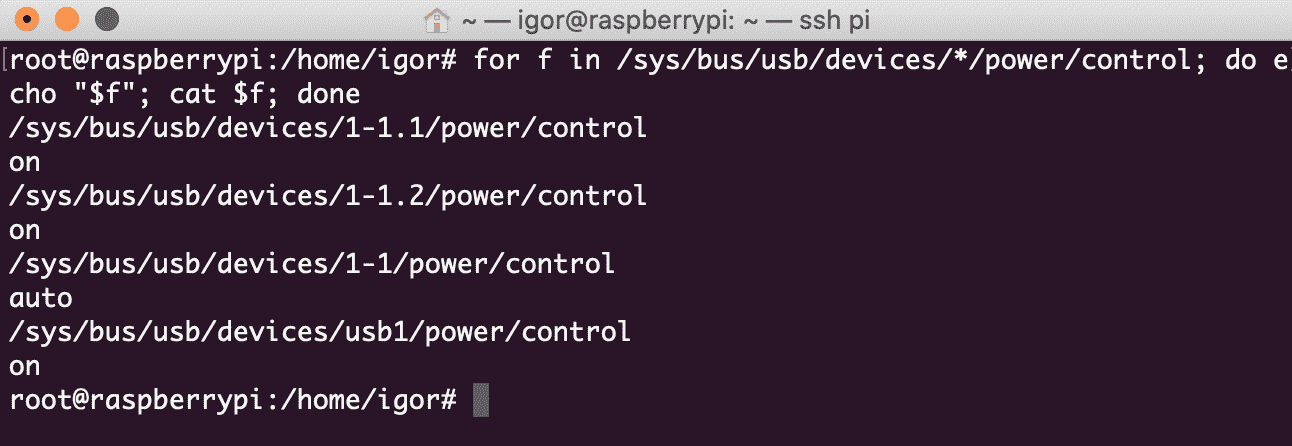 ~ — igor@raspberrypi: ~ — ssh pi
[root@raspberrypi:/home/igor# for f in /sys/bus/usb/devices/*/power/control; do e
cho "$f"; cat $f; done
/sys/bus/usb/devices/1-1.1/power/control
on
/sys/bus/usb/devices/1-1.2/power/control
on
/sys/bus/usb/devices/1-1/power/control
auto
/sys/bus/usb/devices/usb1/power/control
on
root@raspberrypi:/home/igor#